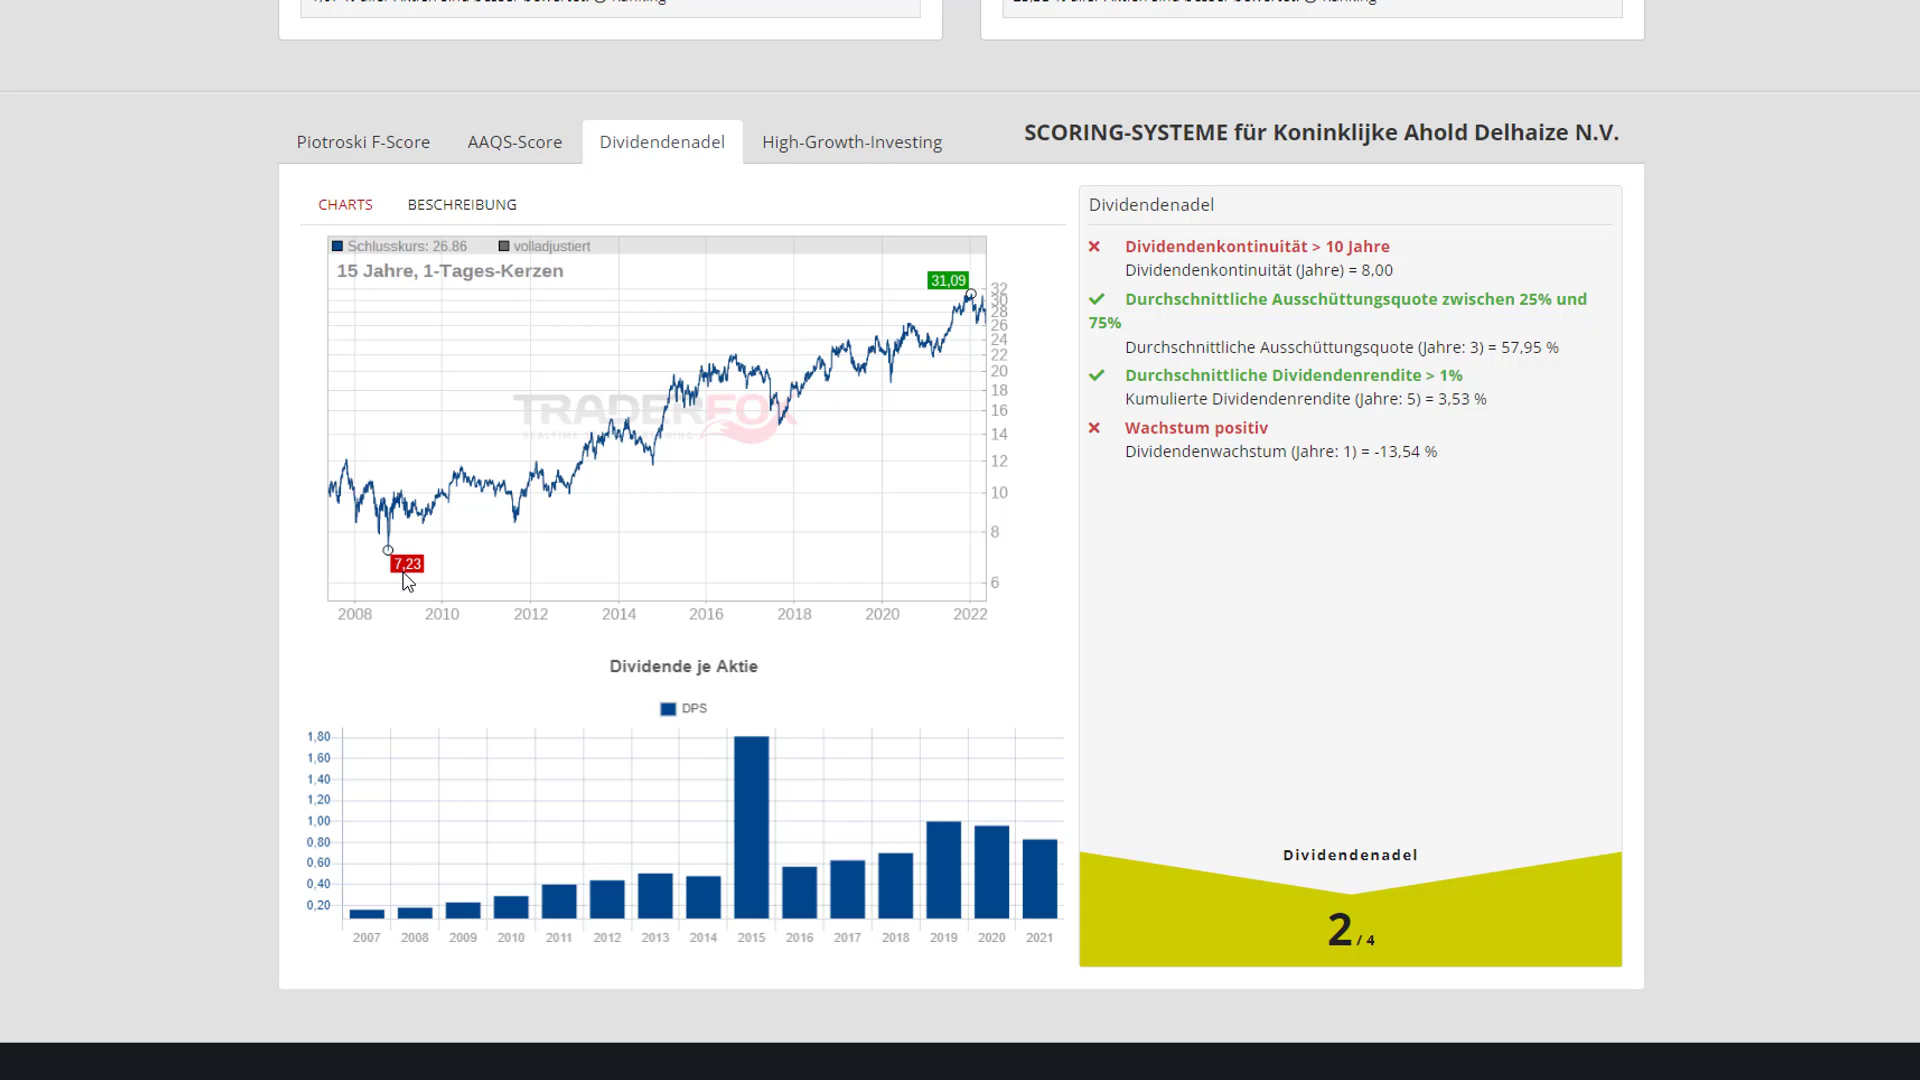 Piotroski F-Score
AAQS-Score
Dividendenadel
High-Growth-Investing
SCORING-SYSTEME für Koninklijke Ahold Delhaize N.V.
CHARTS
BESCHREIBUNG
Schlusskurs: 26.86
volladjustiert
15 Jahre, 1-Tages-Kerzen
31,09
32
30
28
26
24
22
20
18
16
14
12
10
8
6
TRADERFOX
7,23
2008 2010 2012 2014 2016 2018 2020 2022
Dividende je Aktie
DPS
1,80
1,60
1,40
1,20
1,00
0,80
0,60
0,40
0,20
2007 2008 2009 2010 2011 2012 2013 2014 2015 2016 2017 2018 2019 2020 2021
Dividendenadel
Dividendenkontinuität > 10 Jahre
Dividendenkontinuität (Jahre) = 8,00
Durchschnittliche Ausschüttungsquote zwischen 25% und
75%
Durchschnittliche Ausschüttungsquote (Jahre: 3) = 57,95 %
Durchschnittliche Dividendenrendite > 1%
Kumulierte Dividendenrendite (Jahre: 5) = 3,53 %
Wachstum positiv
Dividendenwachstum (Jahre: 1) = -13,54 %
Dividendenadel
2 / 4